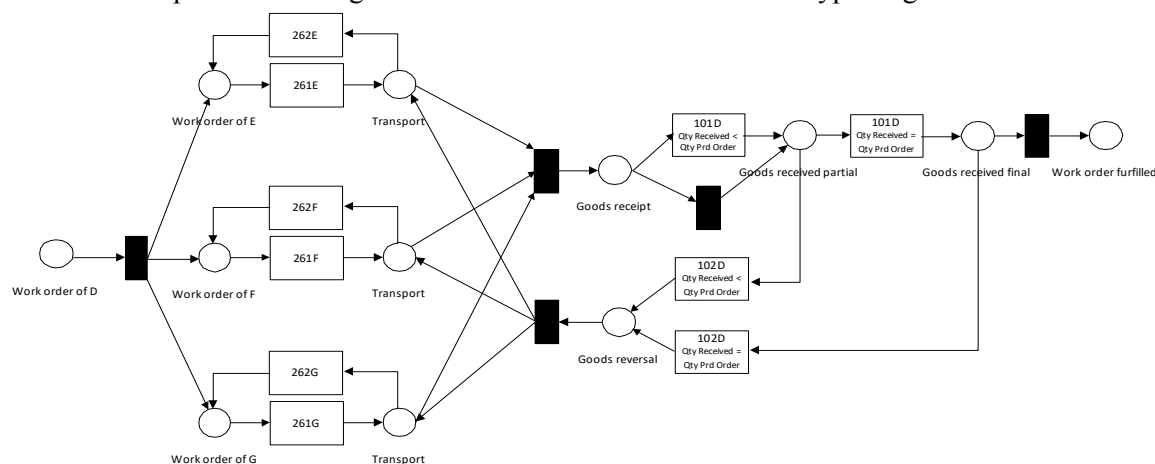 262E
261E
Work order of E
Transport
101D
Qty Received <
Qty Prd Order
101D
Qty Received =
Qty Prd Order
Goods received partial
Goods received final
Work order furfilled
Goods receipt
262F
261F
Work order of D
Work order of F
Transport
102D
Qty Received <
Qty Prd Order
102D
Qty Received =
Qty Prd Order
Goods reversal
262G
261G
Work order of G
Transport